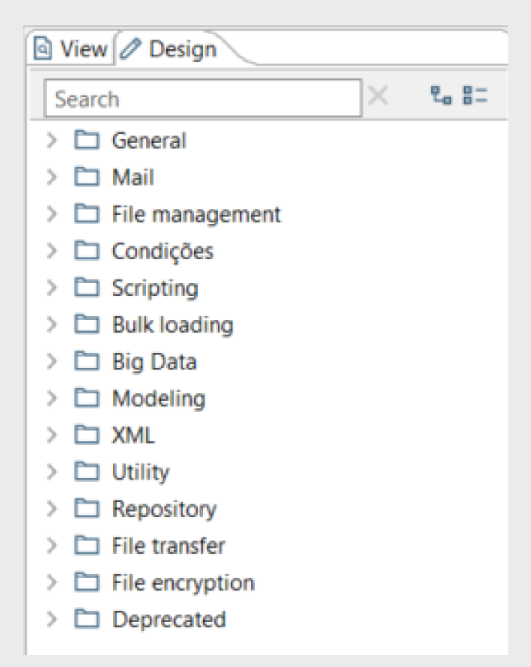 View Design
Search
General
Mail
File management
Condições
Scripting
Bulk loading
Big Data
Modeling
XML
Utility
Repository
File transfer
File encryption
Deprecated